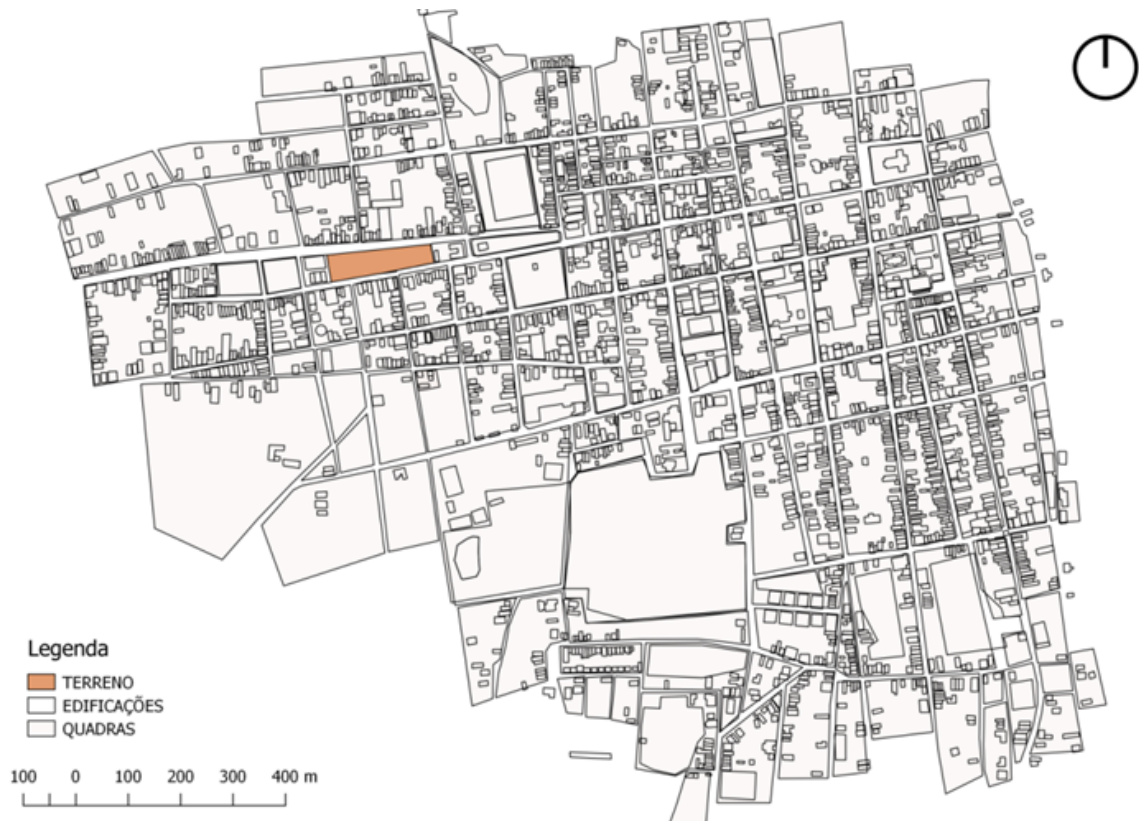 Legenda
TERRENO
EDIFICAÇÕES
QUADRAS
100 0 100 200 300 400 m